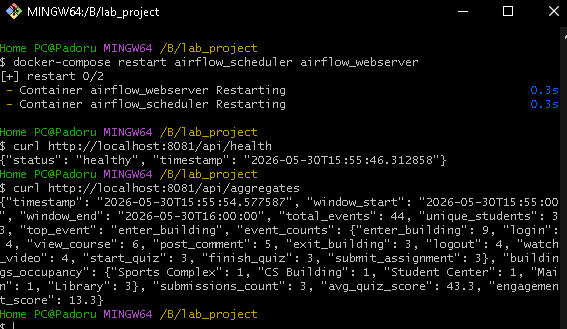 MINGW64:/B/lab_project
Home PC@Padoru MINGW64 /B/lab_project
$ docker-compose restart airflow_scheduler airflow_webserver
[+] restart 0/2
- Container airflow_webserver Restarting 0.3s
- Container airflow_scheduler Restarting 0.3s
Home PC@Padoru MINGW64 /B/lab_project
$ curl http://localhost:8081/api/health
{"status": "healthy", "timestamp": "2026-05-30T15:55:46.312858"}
Home PC@Padoru MINGW64 /B/lab_project
$ curl http://localhost:8081/api/aggregates
{"timestamp": "2026-05-30T15:55:54.577587", "window_start": "2026-05-30T15:55:00
", "window_end": "2026-05-30T16:00:00", "total_events": 44, "unique_students": 3
3, "top_event": "enter_building", "event_counts": {"enter_building": 9, "login":
 4, "view_course": 6, "post_comment": 5, "exit_building": 3, "logout": 4, "watch
_video": 4, "start_quiz": 3, "finish_quiz": 3, "submit_assignment": 3}, "buildin
gs_occupancy": {"Sports Complex": 1, "CS Building": 1, "Student Center": 1, "Mai
n": 1, "Library": 3}, "submissions_count": 3, "avg_quiz_score": 43.3, "engagemen
t_score": 13.3}
Home PC@Padoru MINGW64 /B/lab_project
$